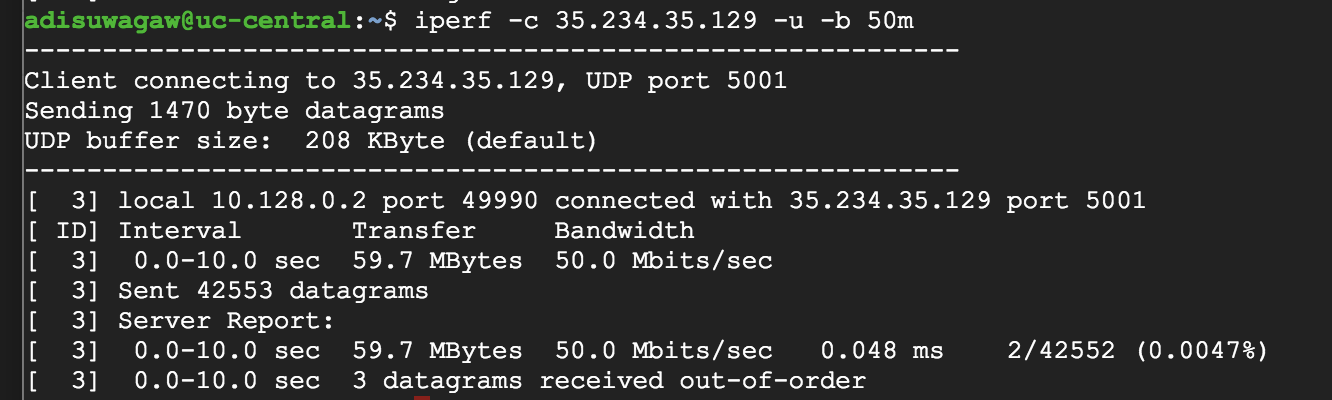 adisuwagaw@uc-central:~$ iperf -c 35.234.35.129 -u -b 50m
------------------------------------------------------------
Client connecting to 35.234.35.129, UDP port 5001
Sending 1470 byte datagrams
UDP buffer size:  208 KByte (default)
------------------------------------------------------------
[  3] local 10.128.0.2 port 49990 connected with 35.234.35.129 port 5001
[ ID] Interval       Transfer     Bandwidth
[  3]  0.0-10.0 sec  59.7 MBytes  50.0 Mbits/sec
[  3] Sent 42553 datagrams
[  3] Server Report:
[  3]  0.0-10.0 sec  59.7 MBytes  50.0 Mbits/sec   0.048 ms    2/42552 (0.0047%)
[  3]  0.0-10.0 sec  3 datagrams received out-of-order